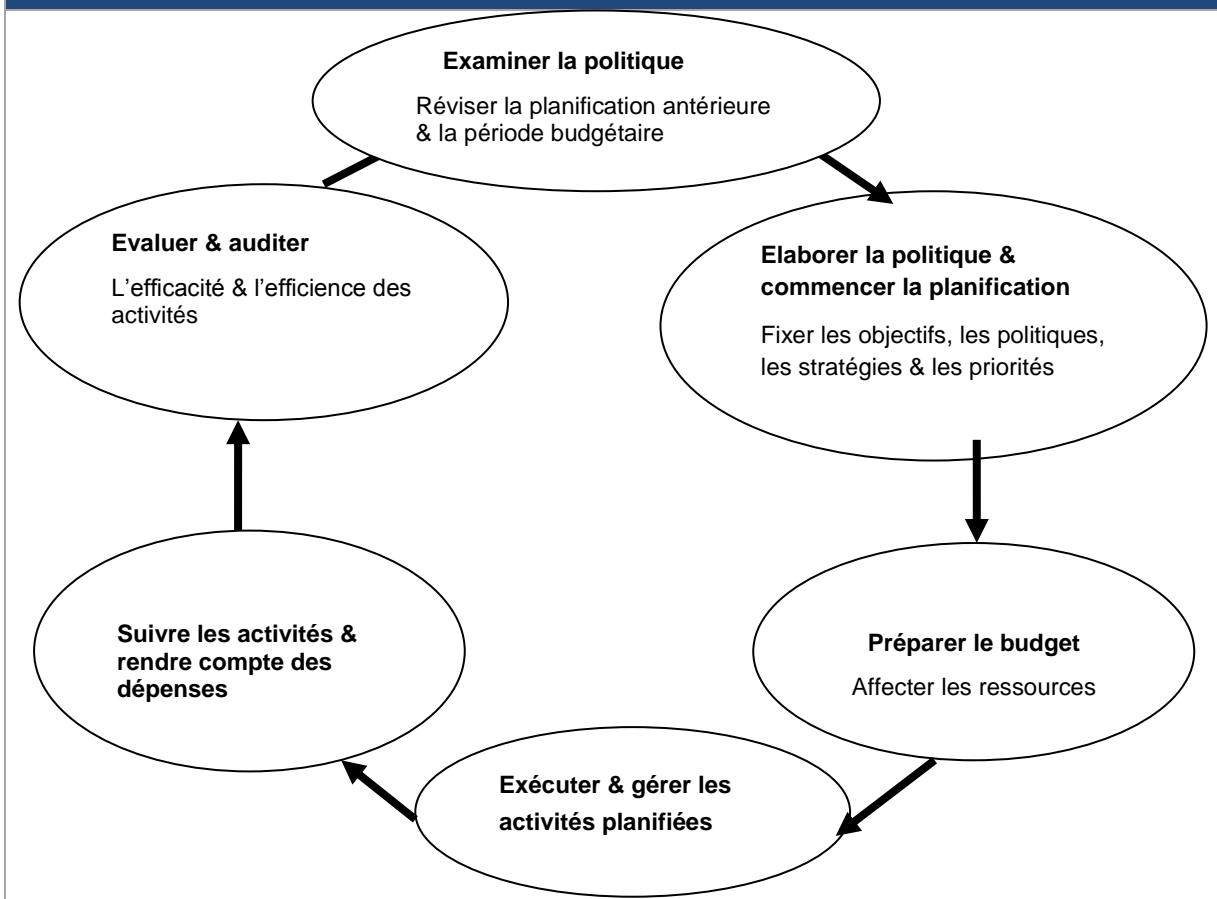 Examiner la politique
Réviser la planification antérieure
& la période budgétaire
Elaborer la politique &
commencer la planification
Fixer les objectifs, les politiques,
les stratégies & les priorités
Préparer le budget
Affecter les ressources
Exécuter & gérer les
activités planifiées
Suivre les activités &
rendre compte des
dépenses
Evaluer & auditer
L’efficacité & l’efficience des
activités